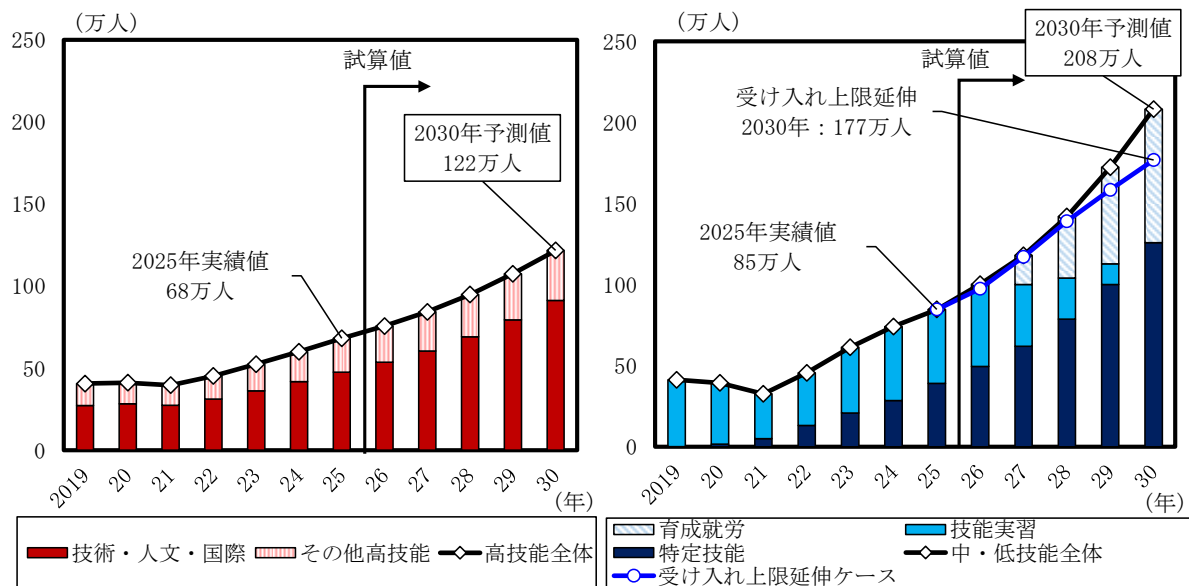 (万人)
250
200
150
100
50
0
試算値
2030年予測値
122万人
2025年実績値
68万人
2019
20
21
22
23
24
25
26
27
28
29
30
(年)
技術・人文・国際
その他高技能
高技能全体
(万人)
250
200
150
100
50
0
試算値
2030年予測値
208万人
受け入れ上限延伸
2030年：177万人
2025年実績値
85万人
2019
20
21
22
23
24
25
26
27
28
29
30
(年)
育成就労
技能実習
特定技能
中・低技能全体
受け入れ上限延伸ケース